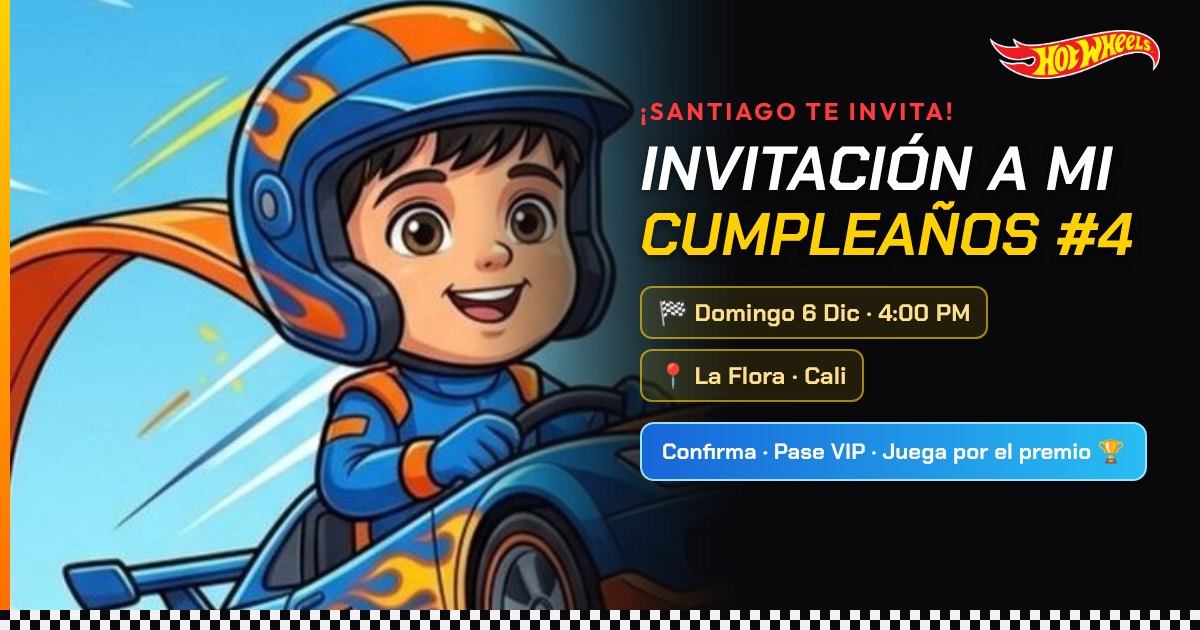 HOT WHEELS
¡SANTIAGO TE INVITA!
INVITACIÓN A MI
CUMPLEAÑOS #4
🏁 Domingo 6 Dic · 4:00 PM
📍 La Flora · Cali
Confirma · Pase VIP · Juega por el premio 🏆